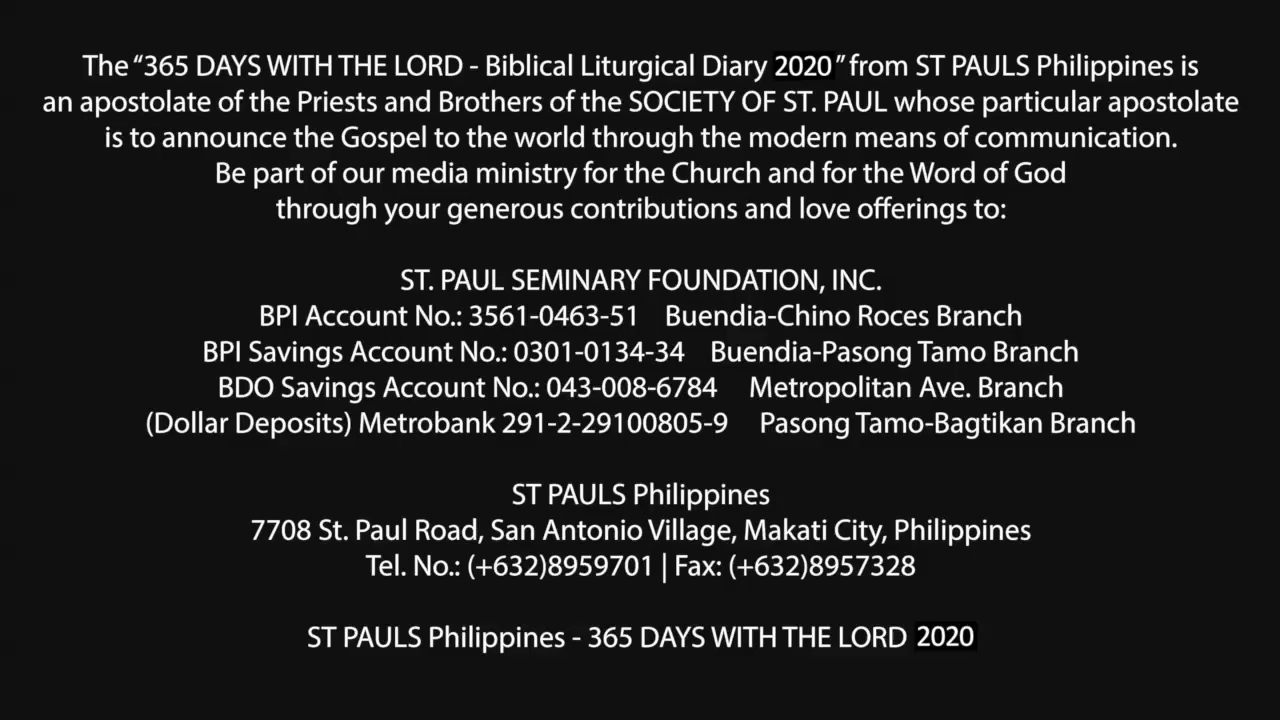 The “365 DAYS WITH THE LORD - Biblical Liturgical Diary 2020” from ST PAULS Philippines is
an apostolate of the Priests and Brothers of the SOCIETY OF ST. PAUL whose particular apostolate
is to announce the Gospel to the world through the modern means of communication.
Be part of our media ministry for the Church and for the Word of God
through your generous contributions and love offerings to:
ST. PAUL SEMINARY FOUNDATION, INC.
BPI Account No.: 3561-0463-51 Buendia-Chino Roces Branch
BPI Savings Account No.: 0301-0134-34 Buendia-Pasong Tamo Branch
BDO Savings Account No.: 043-008-6784 Metropolitan Ave. Branch
(Dollar Deposits) Metrobank 291-2-29100805-9 Pasong Tamo-Bagtikan Branch
ST PAULS Philippines
7708 St. Paul Road, San Antonio Village, Makati City, Philippines
Tel. No.: (+632)8959701 | Fax: (+632)8957328
ST PAULS Philippines - 365 DAYS WITH THE LORD 2020